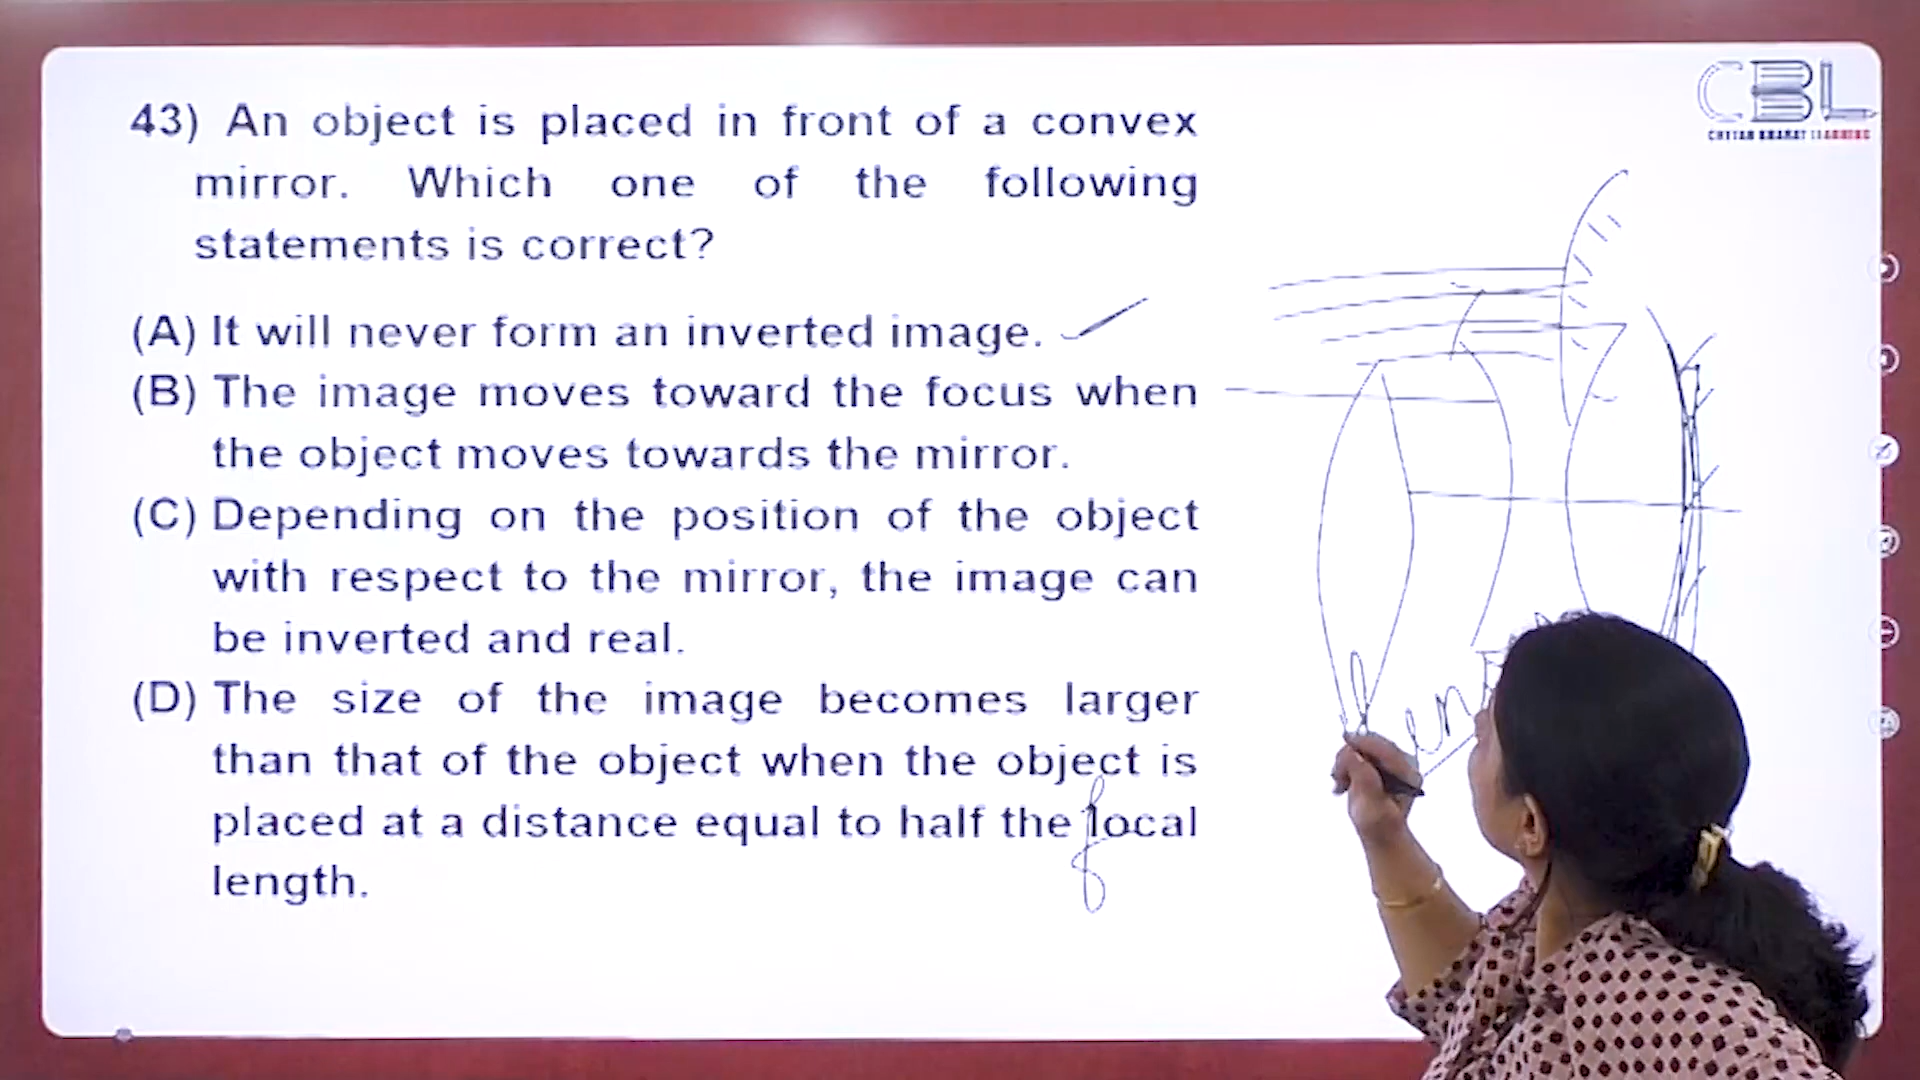 CBL
CHETAN BHARAT LEARNING
43) An object is placed in front of a convex
mirror. Which one of the following
statements is correct?
(A) It will never form an inverted image.
(B) The image moves toward the focus when
the object moves towards the mirror.
(C) Depending on the position of the object
with respect to the mirror, the image can
be inverted and real.
(D) The size of the image becomes larger
than that of the object when the object is
placed at a distance equal to half the focal
length.